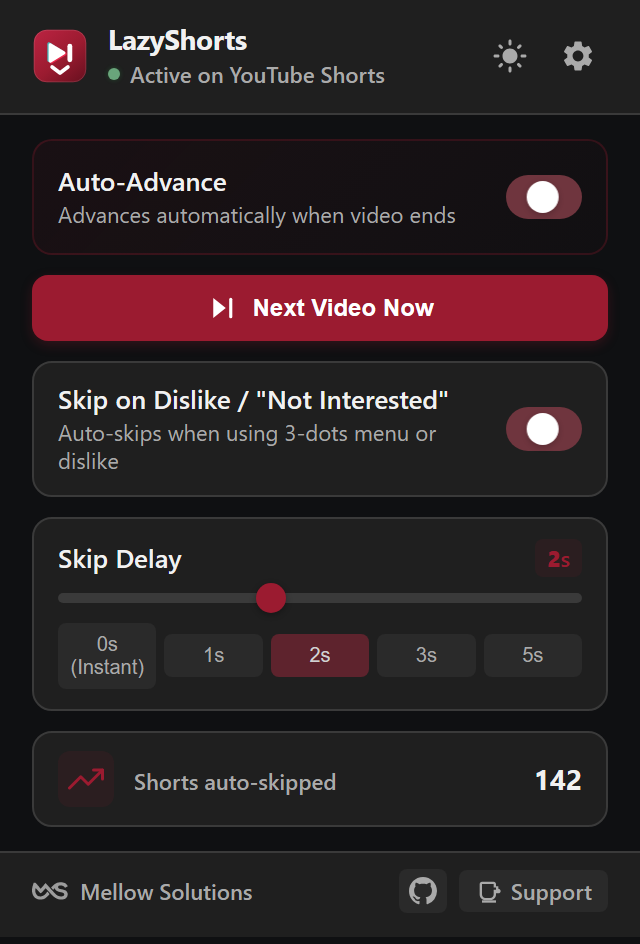 LazyShorts
Active on YouTube Shorts
Auto-Advance
Advances automatically when video ends
Next Video Now
Skip on Dislike / "Not Interested"
Auto-skips when using 3-dots menu or
dislike
Skip Delay
2s
0s
(Instant)
1s
2s
3s
5s
Shorts auto-skipped
142
Mellow Solutions
Support